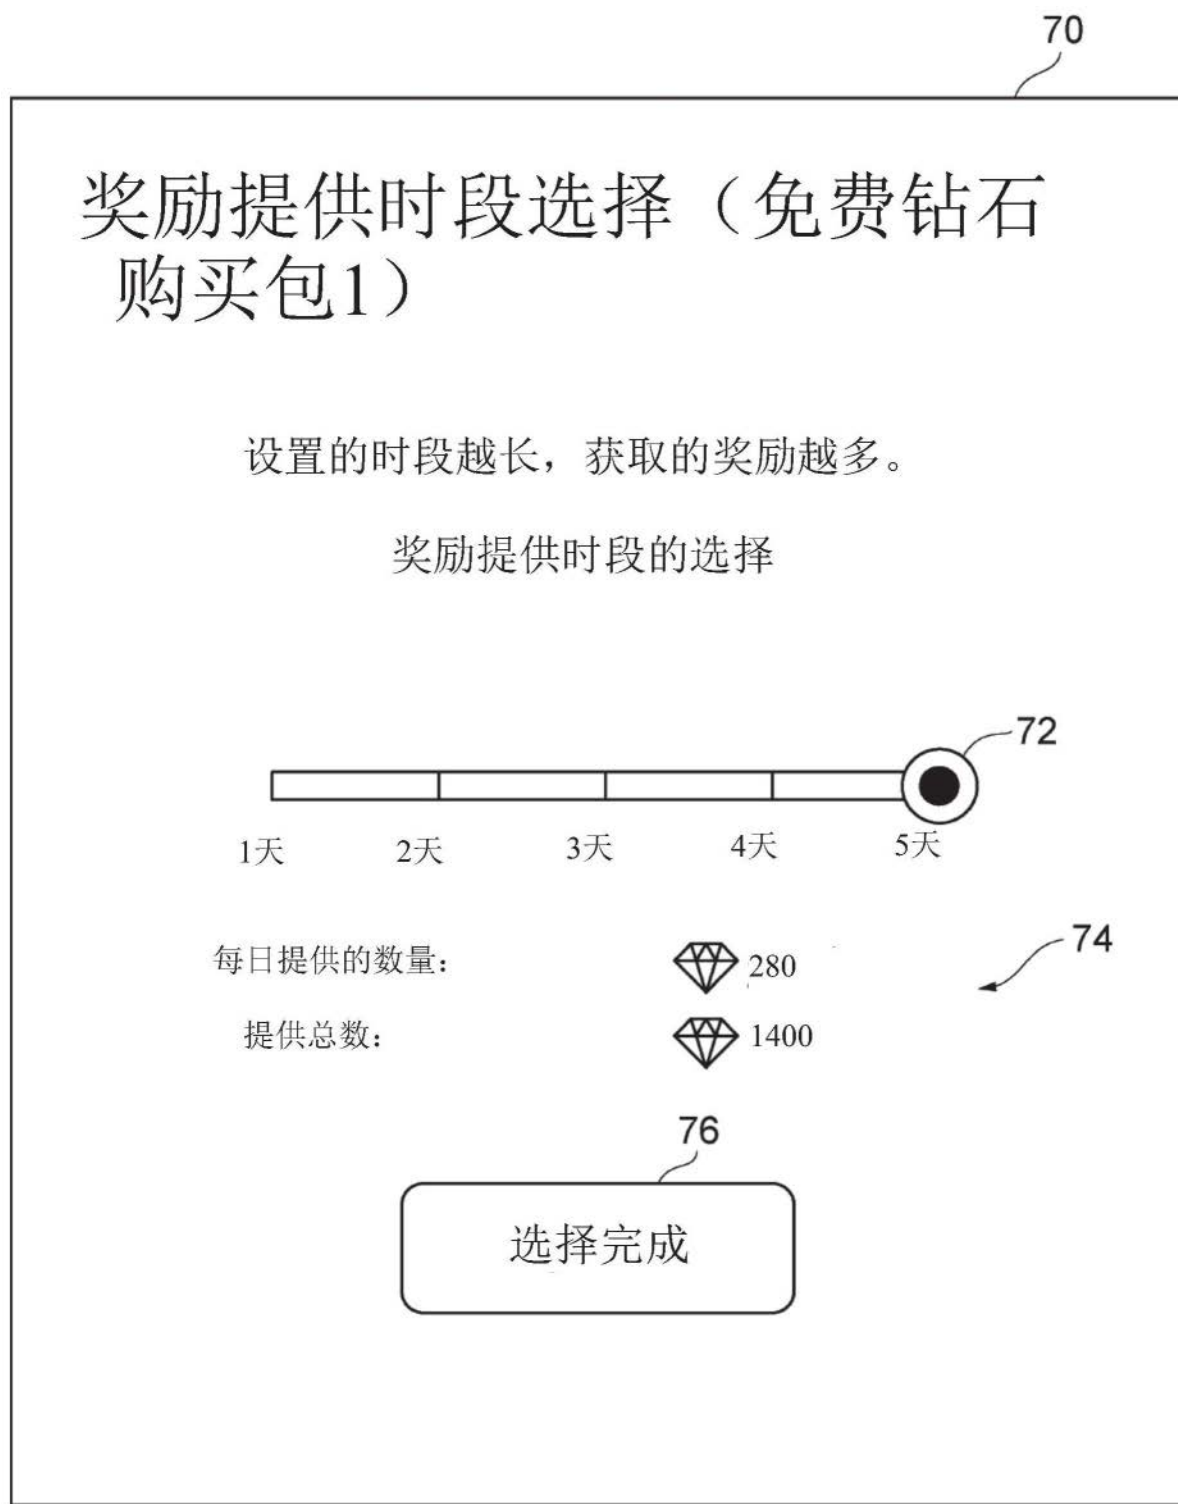 70
奖励提供时段选择（免费钻石
购买包1）
设置的时段越长，获取的奖励越多。
奖励提供时段的选择
72
1天 2天 3天 4天 5天
每日提供的数量： 280
74
提供总数： 1400
76
选择完成